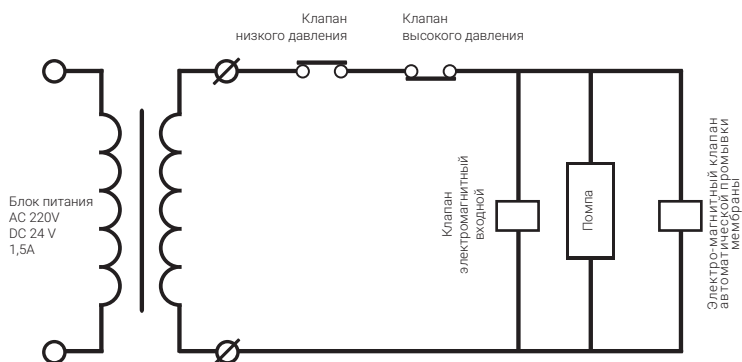 Клапан
низкого давления
Клапан
высокого давления
Блок питания
AC 220V
DC 24 V
1,5A
Клапан
электромагнитный
входной
Помпа
Электро-магнитный клапан
автоматической промывки
мембраны